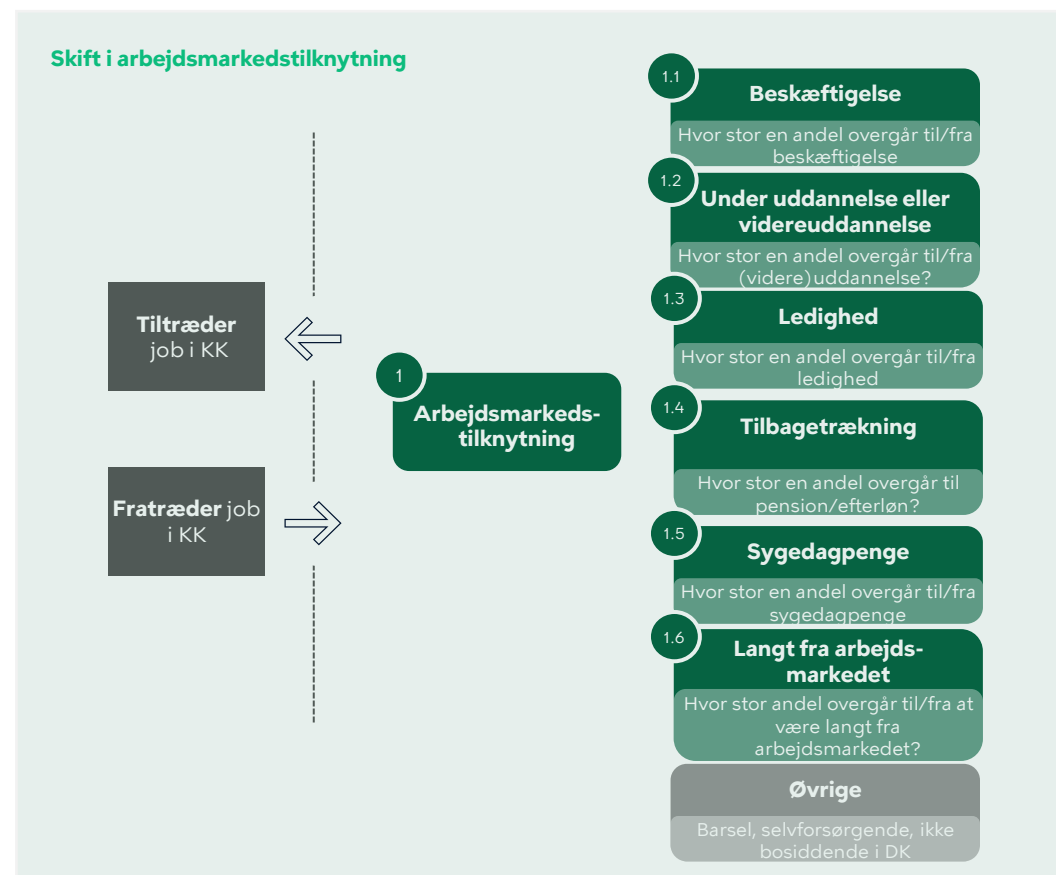 Skift i arbejdsmarkedstilknytning
Tiltræder
job i KK
Fratræder job
i KK
1
Arbejdsmarkeds-
tilknytning
1.1
Beskæftigelse
Hvor stor en andel overgår til/fra
beskæftigelse
1.2
Under uddannelse eller
videreuddannelse
Hvor stor en andel overgår til/fra
(videre)uddannelse?
1.3
Ledighed
Hvor stor en andel overgår til/fra
ledighed
1.4
Tilbagetrækning
Hvor stor en andel overgår til
pension/efterløn?
1.5
Sygedagpenge
Hvor stor en andel overgår til/fra
sygedagpenge
1.6
Langt fra arbejds-
markedet
Hvor stor andel overgår til/fra at
være langt fra
arbejdsmarkedet?
Øvrige
Barsel, selvforsørgende, ikke
bosiddende i DK